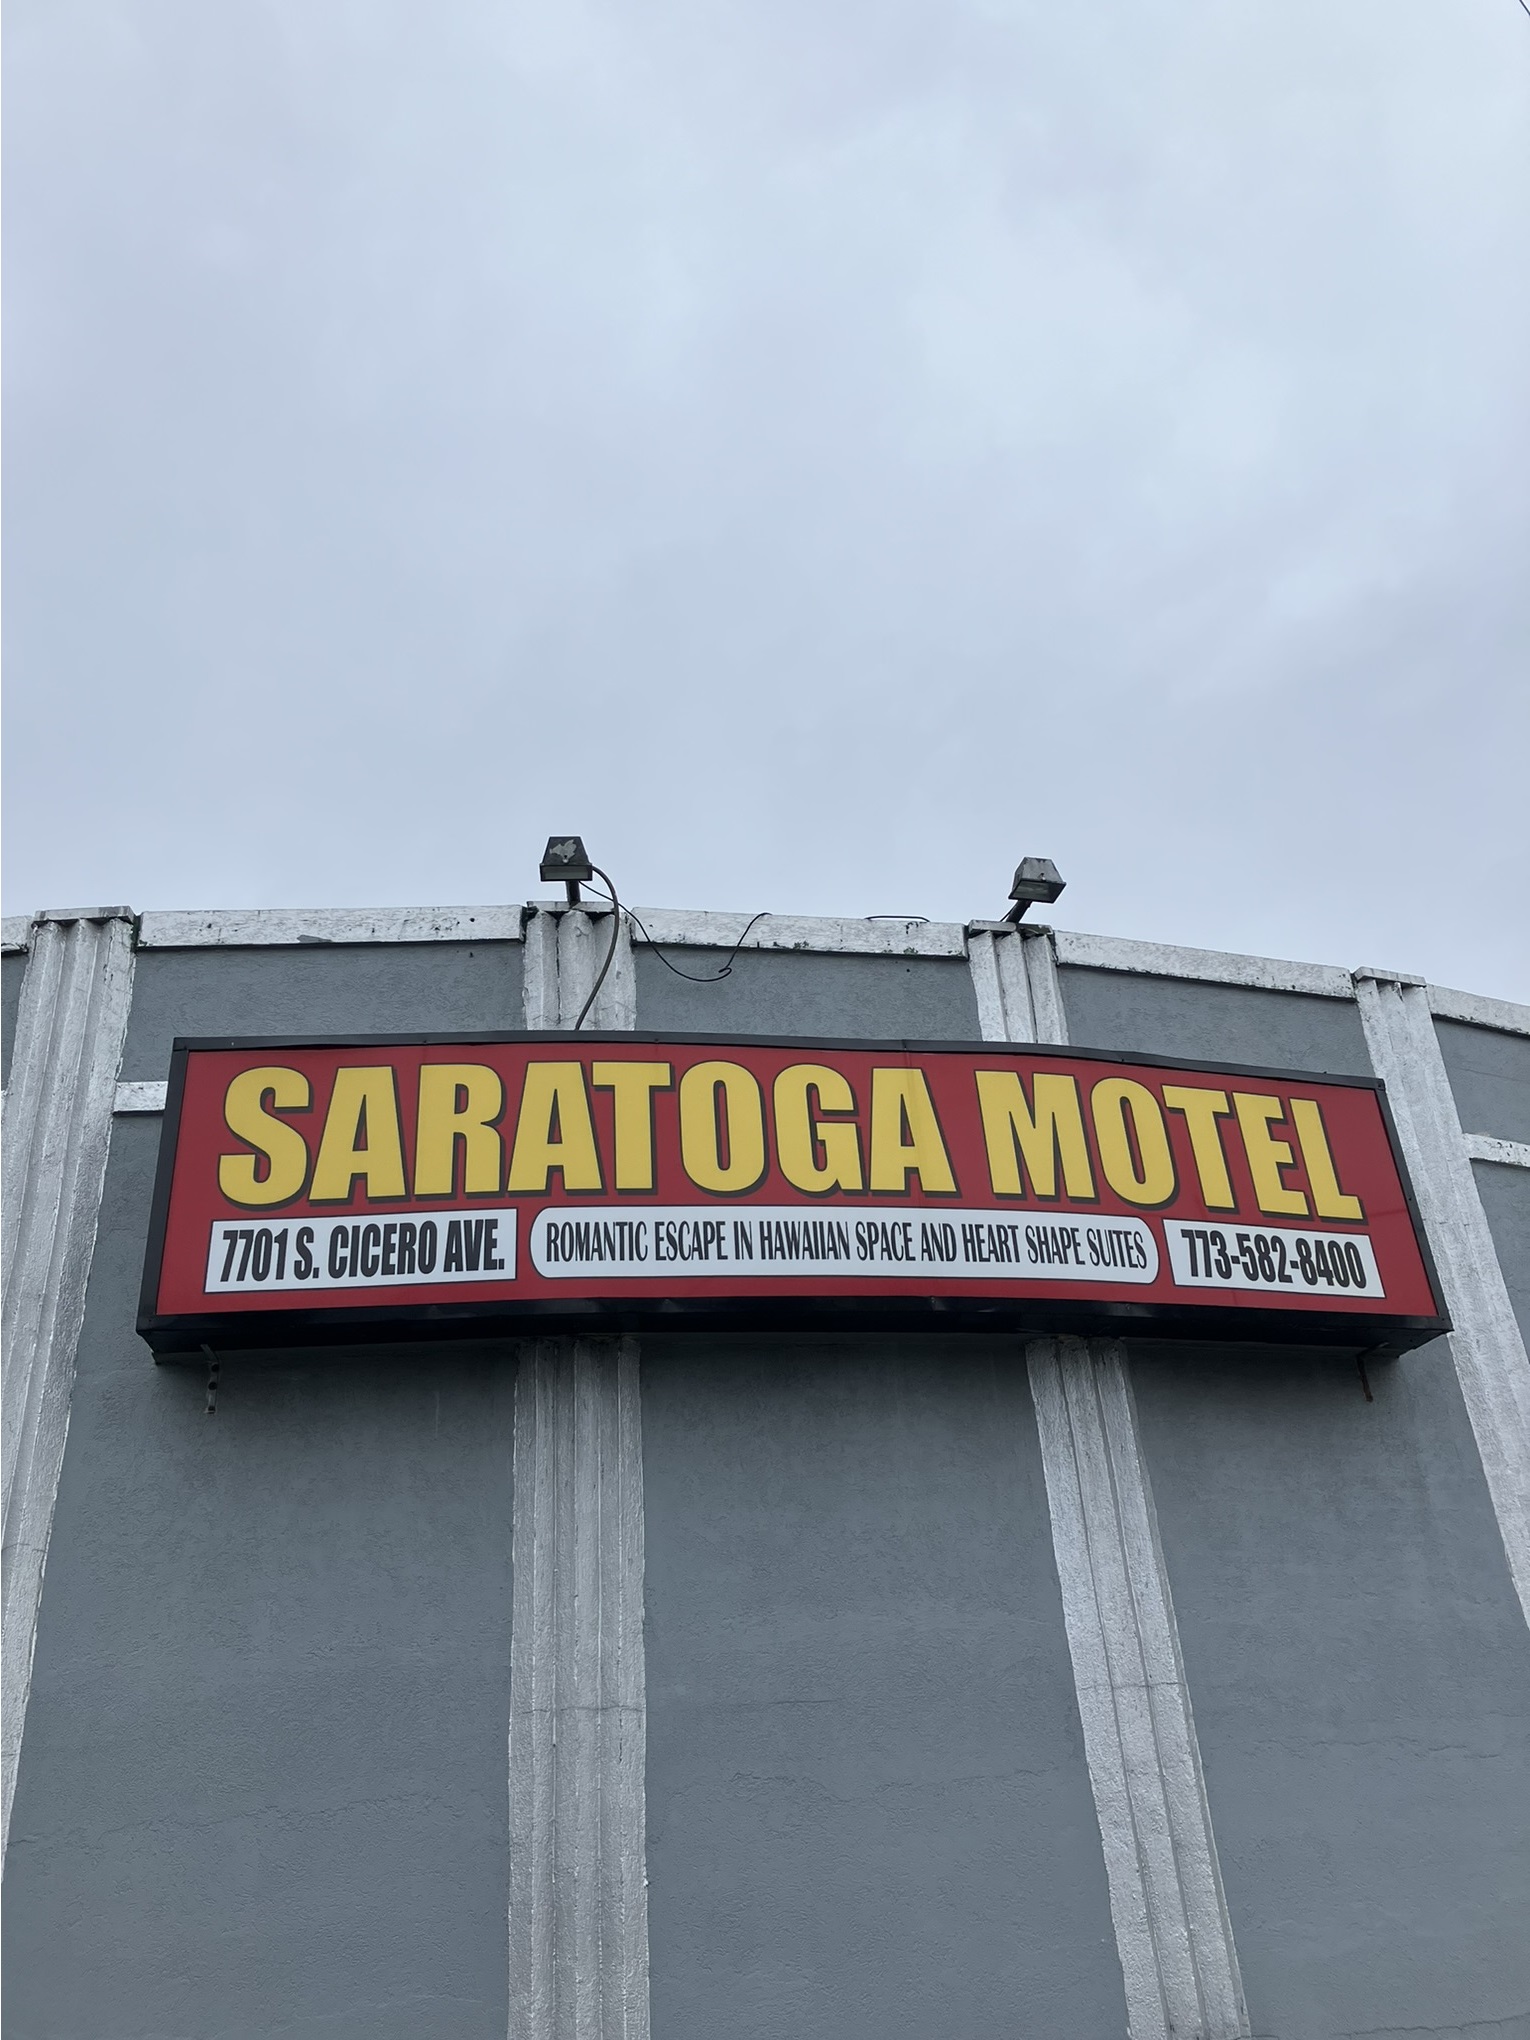 SARATOGA MOTEL
7701 S. CICERO AVE. ROMANTIC ESCAPE IN HAWAIIAN SPACE AND HEART SHAPE SUITES 773-582-8400